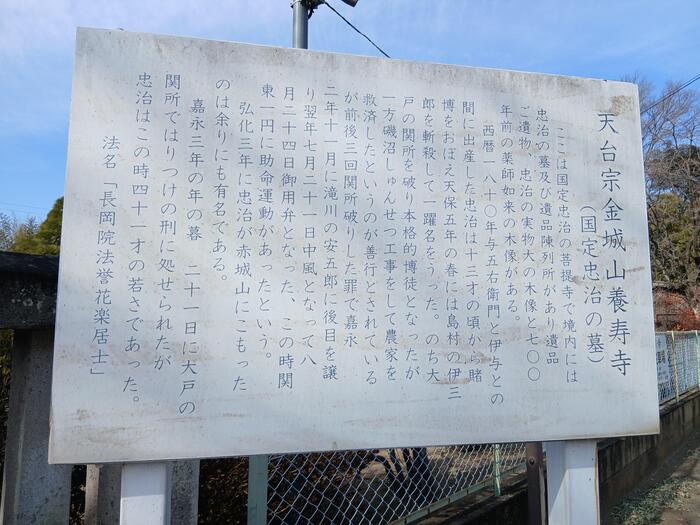 天台宗金城山養寿寺
（国定忠治の墓）
ここは国定忠治の菩提寺で境内には
忠治の墓及び遺品陳列所があり遺品
ご遺物、忠治の実物大の木像と七〇〇
年前の薬師如来の木像がある。
西暦一八一〇年与五右衛門と伊与との
間に出産した忠治は十三才の頃から賭
博をおぼえ天保五年の春には島村の伊三
郎を斬殺して一躍名をうった。のち大
戸の関所を破り本格的博徒となったが
一方磯沼しゅんせつ工事をして農家を
救済したというのが善行とされている
が前後三回関所破りした罪で嘉永
二年十一月に滝川の安五郎に後目を譲
り翌年七月二十一日中風となって八
月二十四日御用弁となった、この時関
東一円に助命運動があったという。
弘化三年に忠治が赤城山にこもった
のは余りにも有名である。
嘉永三年の年の暮　二十一日に大戸の
関所ではりつけの刑に処せられたが
忠治はこの時四十一才の若さであった。
法名「長岡院法誉花楽居士」